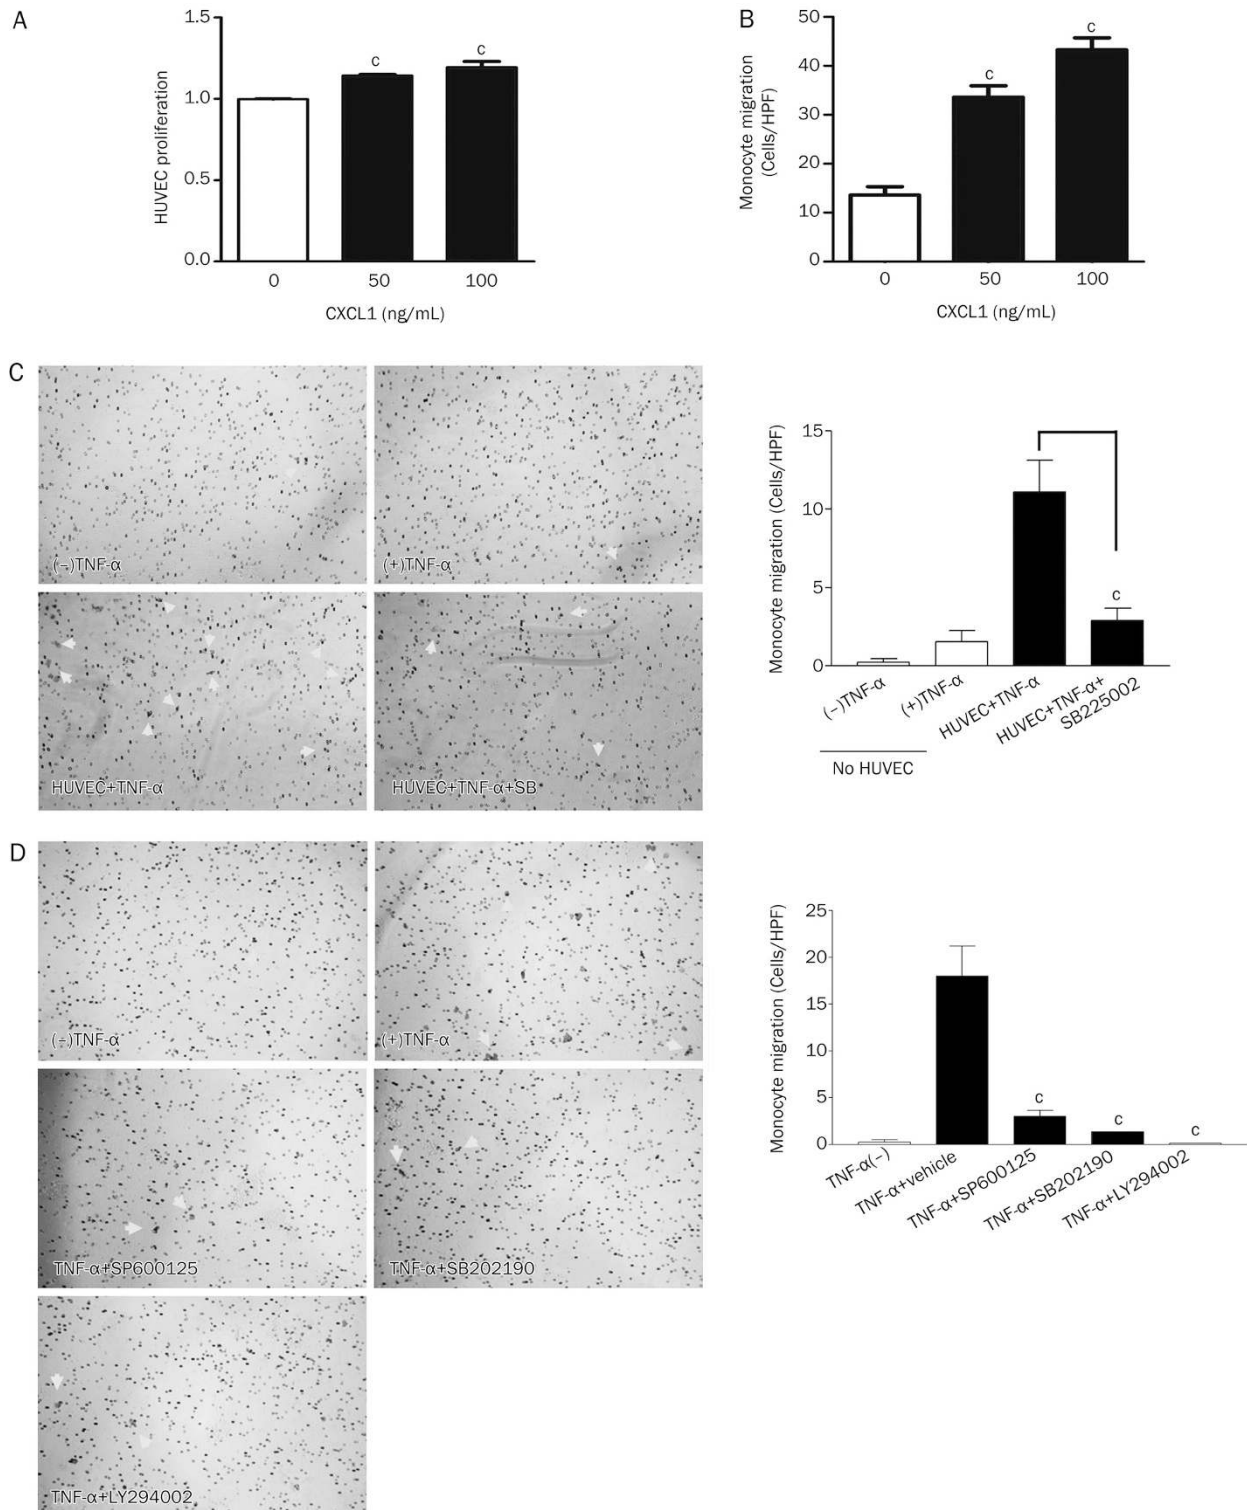 A
HUVEC proliferation
1.5
1.0
0.5
0.0
c
c
0 50 100
CXCL1 (ng/mL)
B
Monocyte migration
(Cells/HPF)
50
40
30
20
10
0
c
c
0 50 100
CXCL1 (ng/mL)
C
(−)TNF-α
(+)TNF-α
HUVEC+TNF-α
HUVEC+TNF-α+SB
Monocyte migration (Cells/HPF)
15
10
5
0
c
(−)TNF-α
(+)TNF-α
HUVEC+TNF-α
HUVEC+TNF-α+
SB225002
No HUVEC
D
(−)TNF-α
(+)TNF-α
TNF-α+SP600125
TNF-α+SB202190
TNF-α+LY294002
Monocyte migration (Cells/HPF)
25
20
15
10
5
0
c
c
c
TNF-α(−)
TNF-α+vehicle
TNF-α+SP600125
TNF-α+SB202190
TNF-α+LY294002